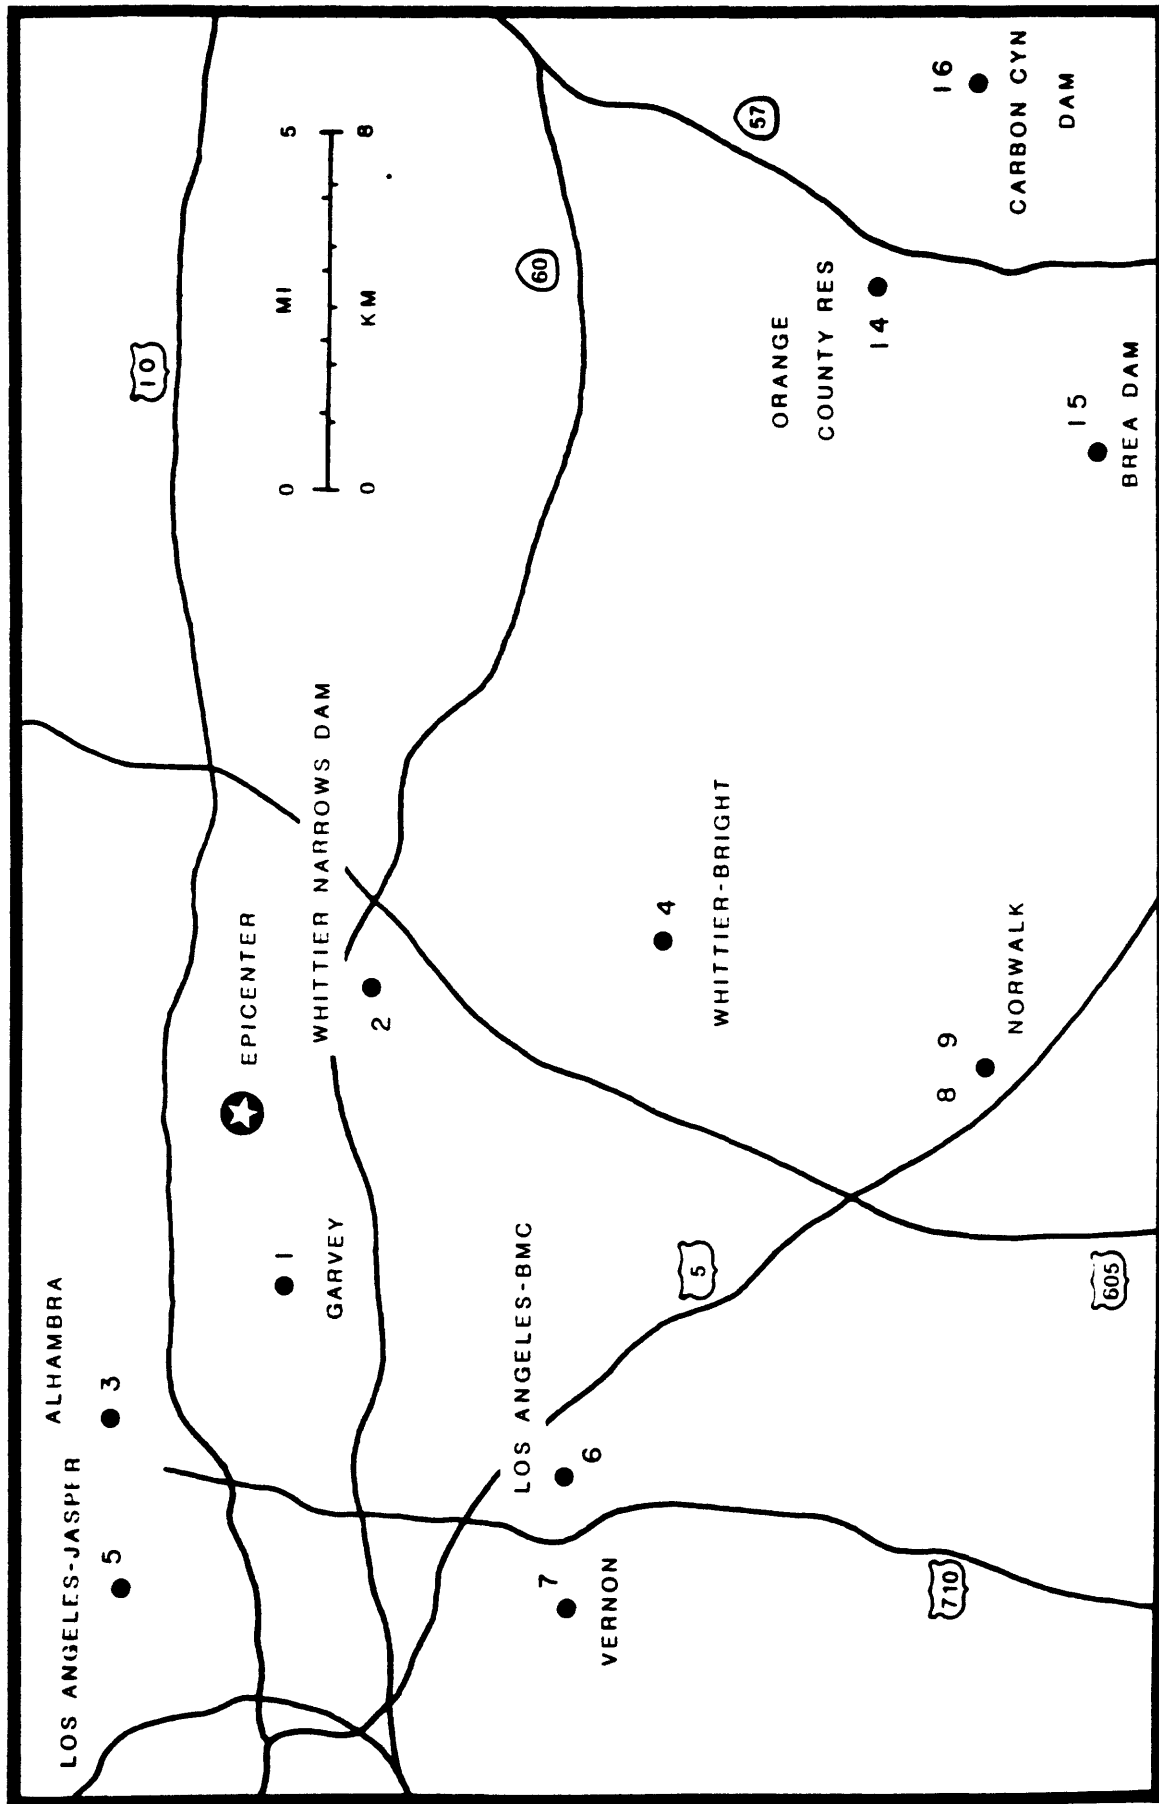 LOS ANGELES-JASPER
ALHAMBRA
5
3
10
EPICENTER
1
GARVEY
WHITTIER NARROWS DAM
2
0 MI 5
0 KM 8
60
LOS ANGELES-BMC
6
7
VERNON
5
4
WHITTIER-BRIGHT
57
ORANGE
COUNTY RES
14
16
CARBON CYN
DAM
710
8 9
NORWALK
605
15
BREA DAM